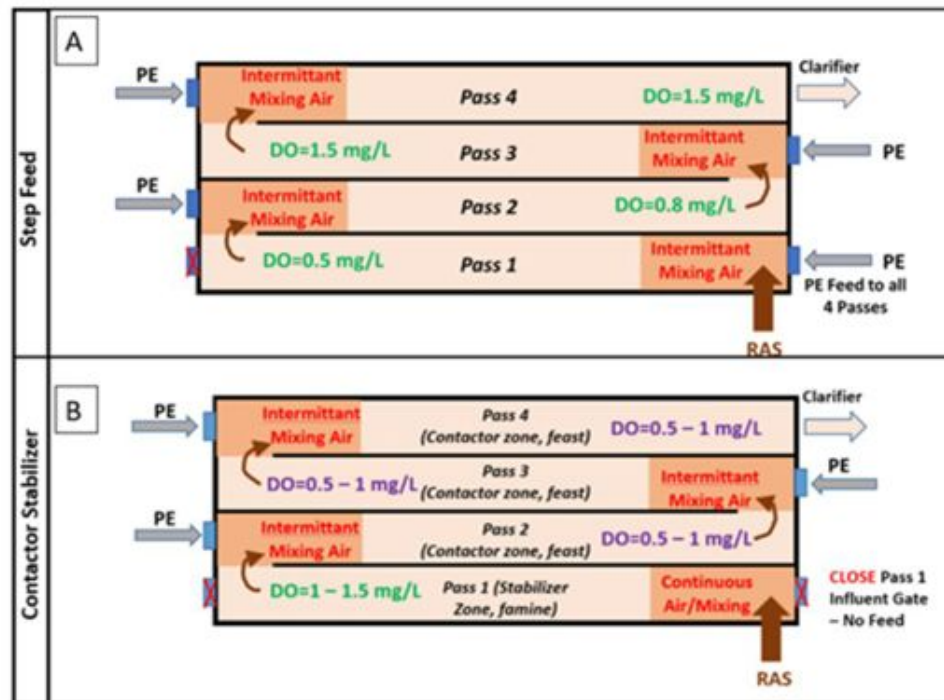 Step Feed
A
PE
Intermittant
Mixing Air
Pass 4
DO=1.5 mg/L
Clarifier
DO=1.5 mg/L
Pass 3
Intermittant
Mixing Air
PE
PE
Intermittant
Mixing Air
Pass 2
DO=0.8 mg/L
DO=0.5 mg/L
Pass 1
Intermittant
Mixing Air
PE
PE Feed to all
4 Passes
RAS
Contactor Stabilizer
B
PE
Intermittant
Mixing Air
Pass 4
(Contactor zone, feast)
DO=0.5 – 1 mg/L
Clarifier
DO=0.5 – 1 mg/L
Pass 3
(Contactor zone, feast)
Intermittant
Mixing Air
PE
PE
Intermittant
Mixing Air
Pass 2
(Contactor zone, feast)
DO=0.5 – 1 mg/L
DO=1 – 1.5 mg/L
Pass 1 (Stabilizer
Zone, famine)
Continuous
Air/Mixing
CLOSE Pass 1
Influent Gate
– No Feed
RAS